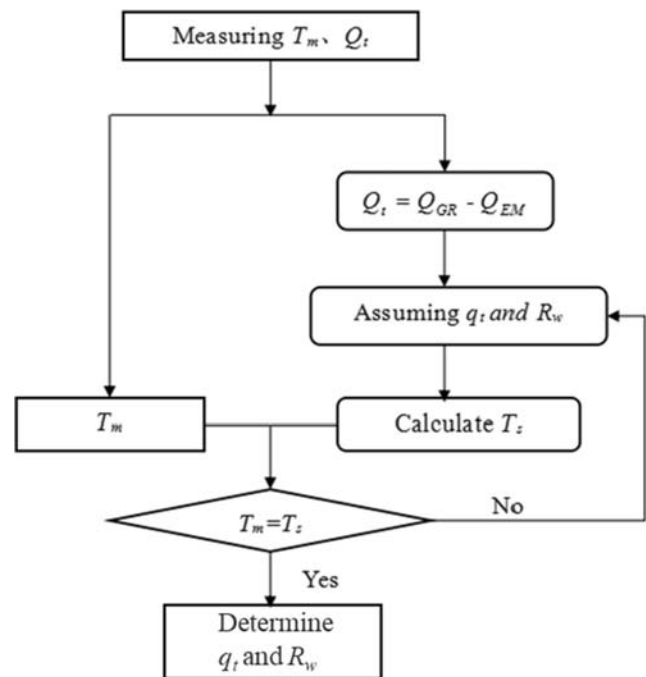 Measuring Tm、Qt
Qt = QGR - QEM
Assuming qt and Rw
Tm
Calculate Tz
Tm=Tz
No
Yes
Determine
qt and Rw